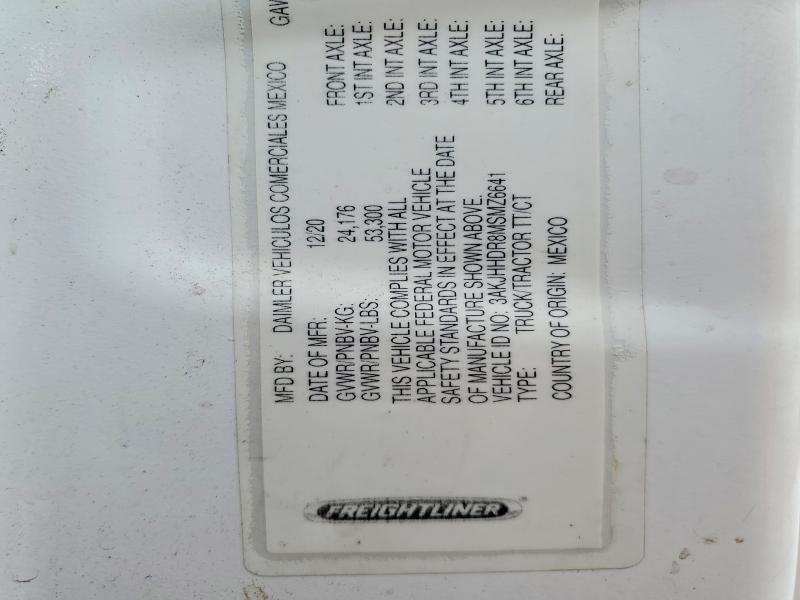 FREIGHTLINER
MFD BY: DAIMLER VEHICULOS COMERCIALES MEXICO
DATE OF MFR: 12/20
GVWR/PNBV-KG: 24,176
GVWR/PNBV-LBS: 53,300
THIS VEHICLE COMPLIES WITH ALL
APPLICABLE FEDERAL MOTOR VEHICLE
SAFETY STANDARDS IN EFFECT AT THE DATE
OF MANUFACTURE SHOWN ABOVE.
VEHICLE ID NO: 3AKJHHDR8MSMZ6641
TYPE: TRUCK/TRACTOR TT/CT
COUNTRY OF ORIGIN: MEXICO
GAW
FRONT AXLE:
1ST INT AXLE:
2ND INT AXLE:
3RD INT AXLE:
4TH INT AXLE:
5TH INT AXLE:
6TH INT AXLE:
REAR AXLE: